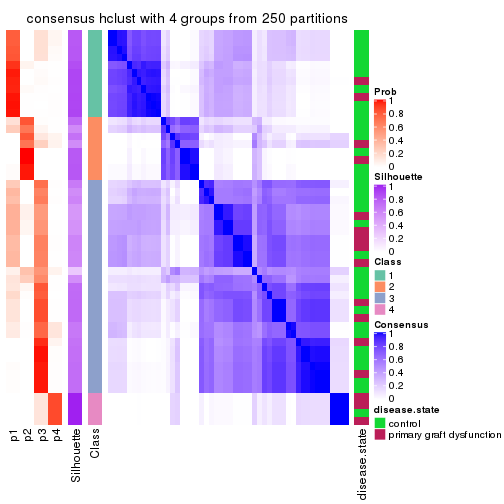 consensus hclust with 4 groups from 250 partitions
Prob
1
0.8
0.6
0.4
0.2
0
Silhouette
1
0.8
0.6
0.4
0.2
0
Class
1
2
3
4
Consensus
1
0.8
0.6
0.4
0.2
0
disease.state
control
primary graft dysfunction
p1
p2
p3
p4
Silhouette
Class
disease.state